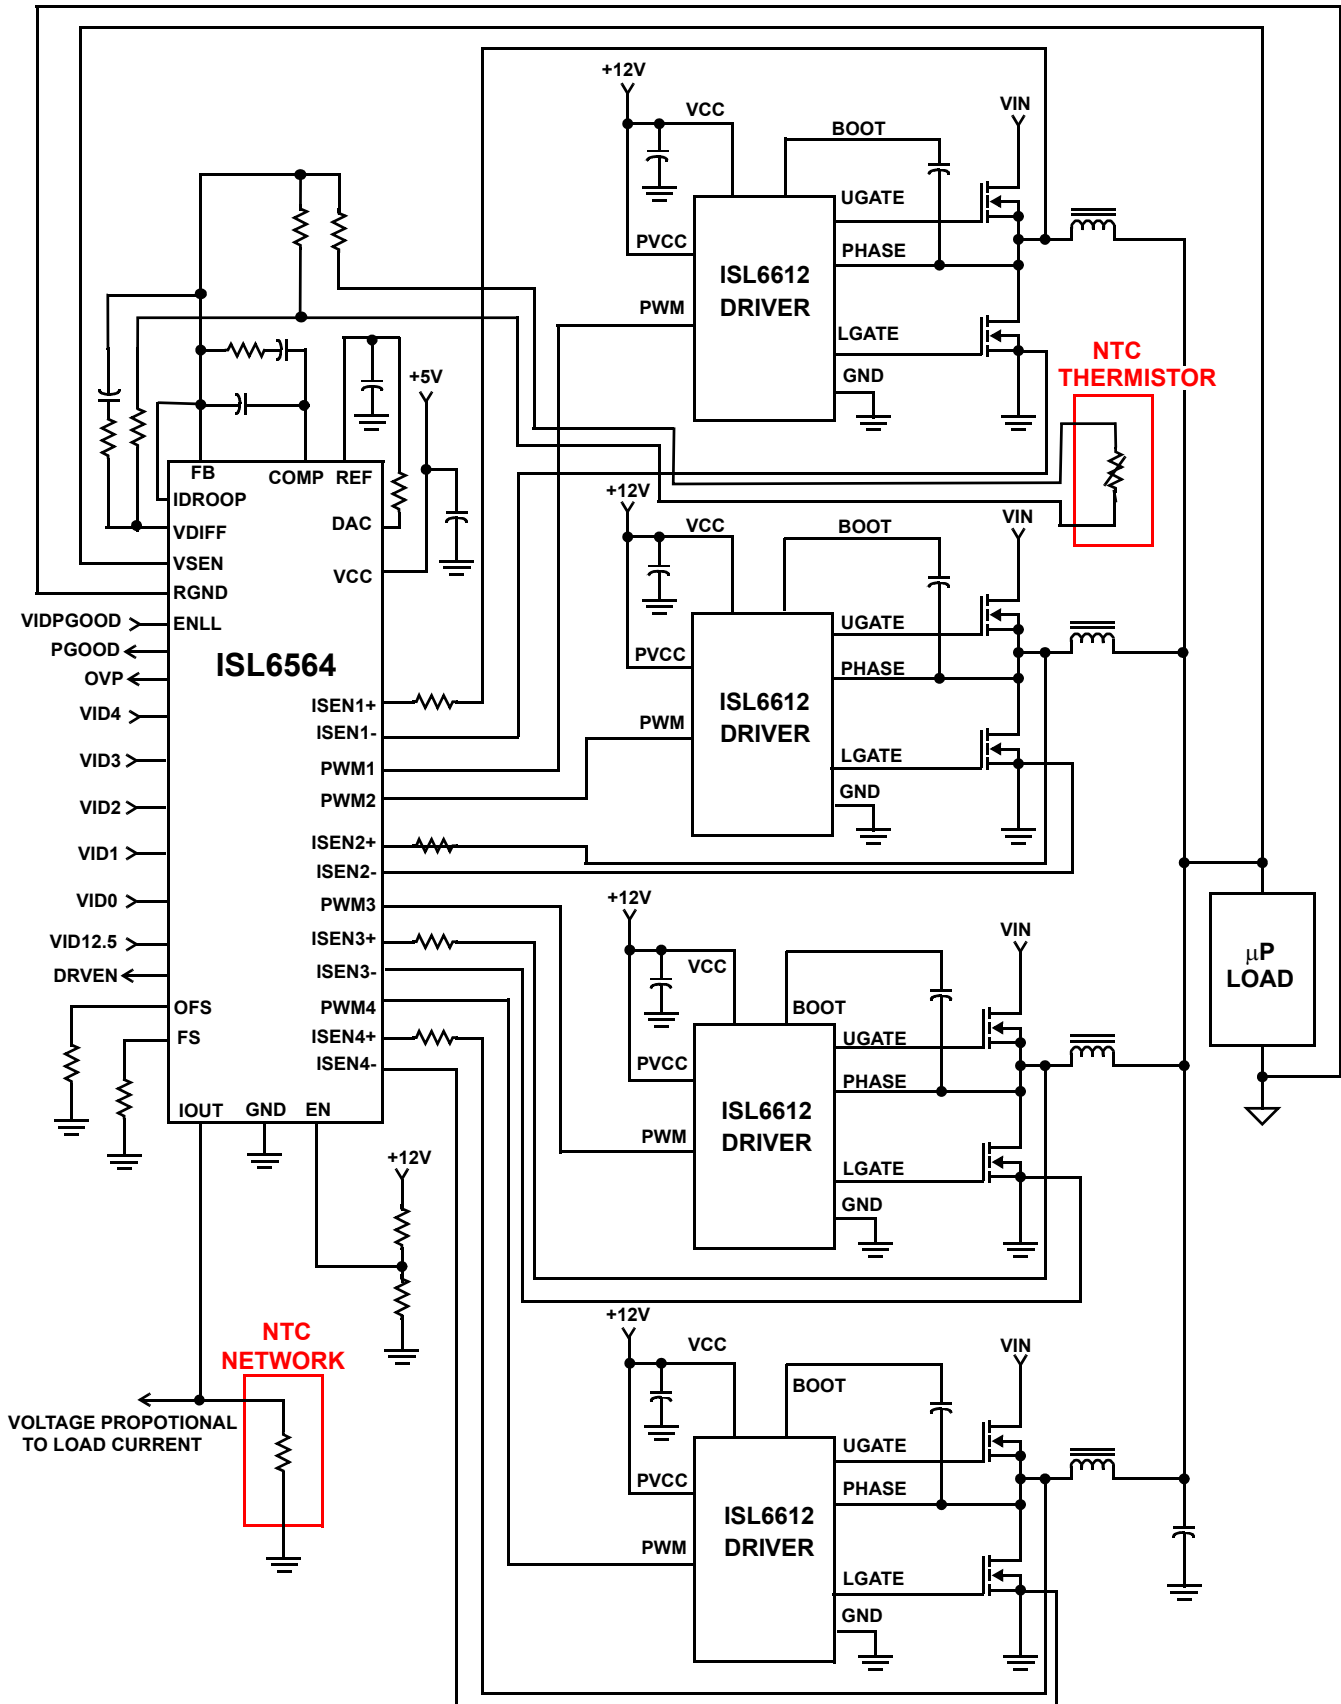 +12V
VCC
BOOT
VIN
UGATE
PVCC
PHASE
ISL6612
DRIVER
PWM
LGATE
GND
NTC
THERMISTOR
+5V
FB
COMP
REF
IDROOP
DAC
VDIFF
VSEN
VCC
RGND
VIDPGOOD
ENLL
PGOOD
OVP
ISL6564
VID4
ISEN1+
ISEN1-
VID3
PWM1
PWM2
VID2
ISEN2+
VID1
ISEN2-
VID0
PWM3
ISEN3+
VID12.5
ISEN3-
DRVEN
OFS
PWM4
FS
ISEN4+
ISEN4-
IOUT
GND
EN
+12V
NTC
NETWORK
VOLTAGE PROPOTIONAL
TO LOAD CURRENT
+12V
VCC
BOOT
VIN
UGATE
PVCC
PHASE
ISL6612
DRIVER
PWM
LGATE
GND
+12V
VCC
BOOT
VIN
UGATE
PVCC
PHASE
ISL6612
DRIVER
PWM
LGATE
GND
μP
LOAD
+12V
VCC
BOOT
VIN
UGATE
PVCC
PHASE
ISL6612
DRIVER
PWM
LGATE
GND